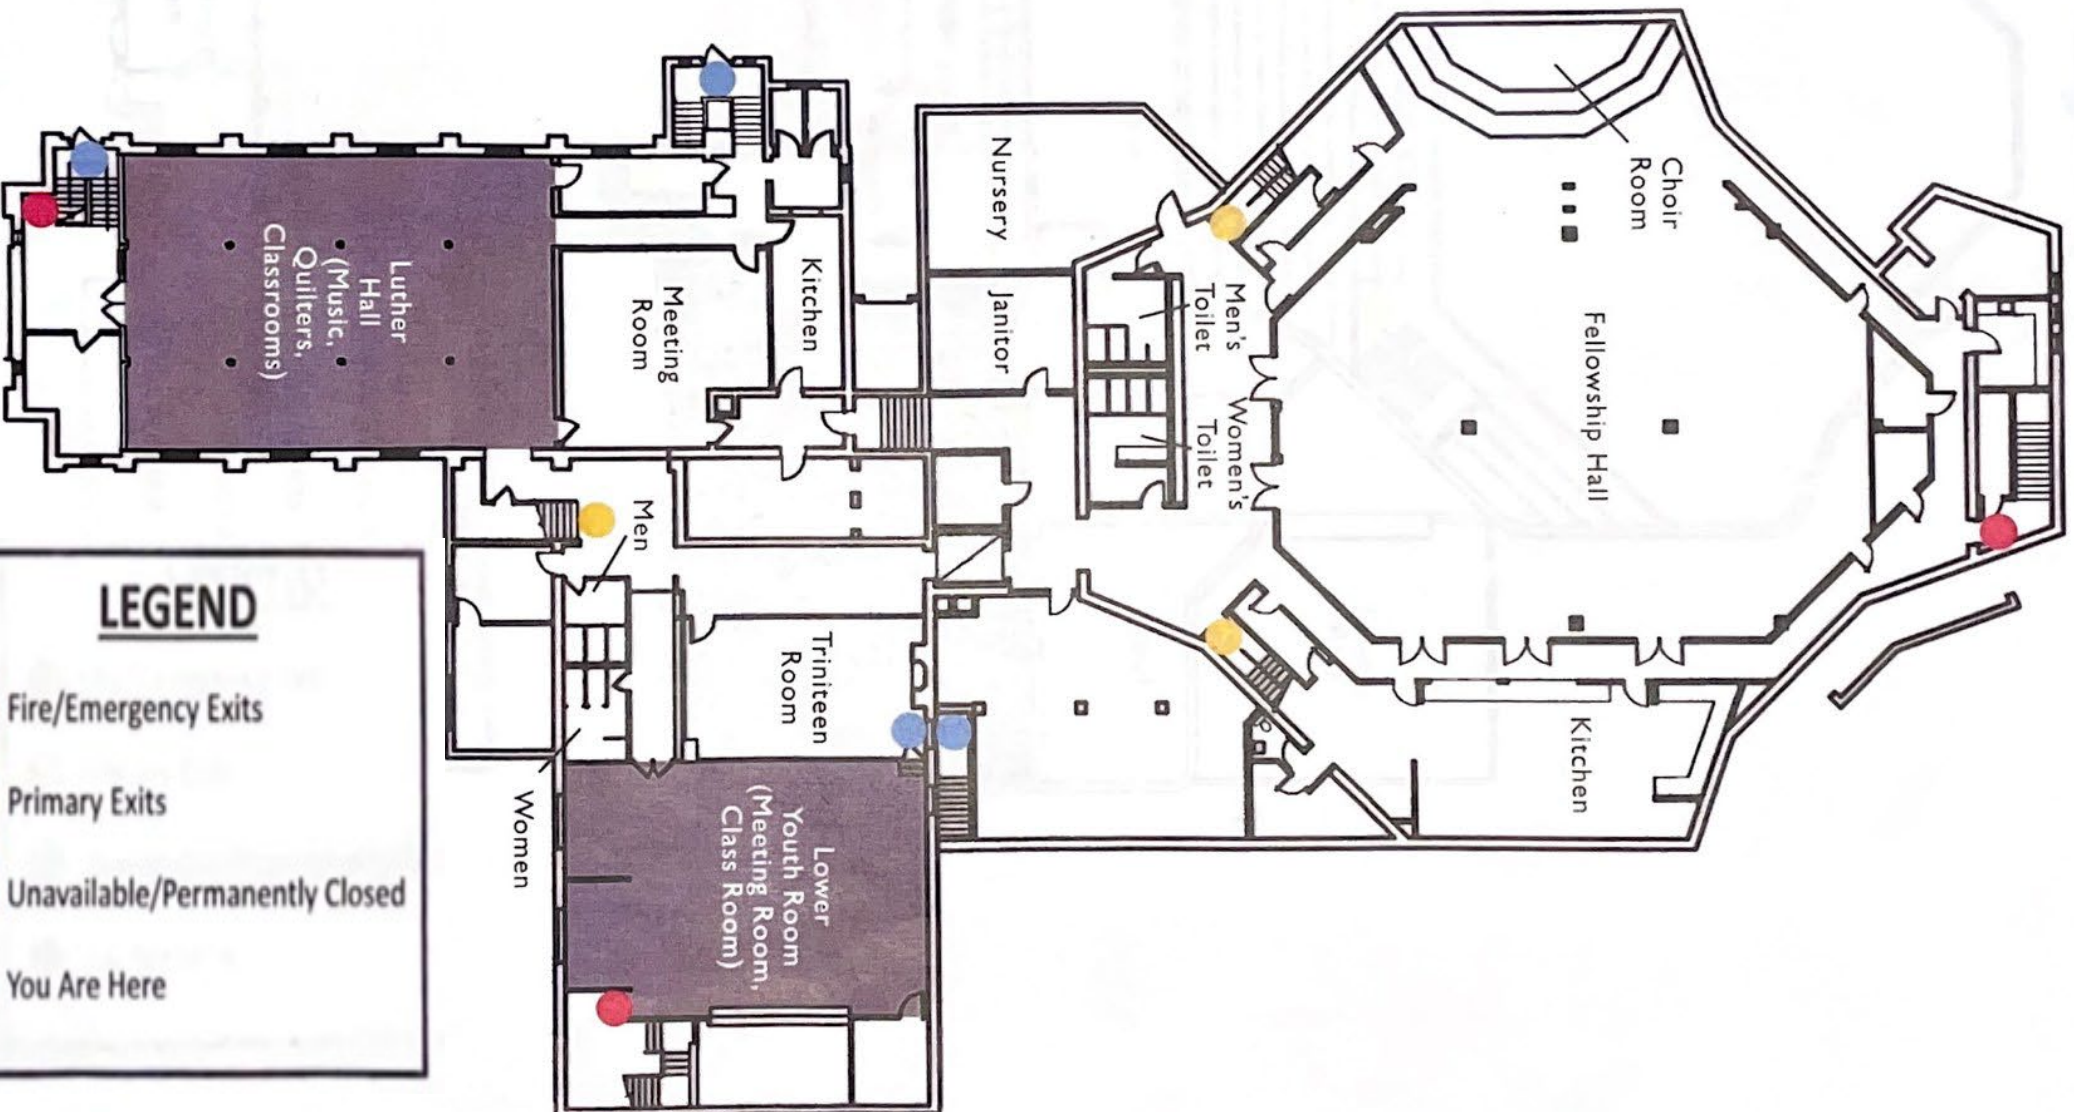 Luther
Hall
(Music,
Quilters,
Classrooms)
Meeting
Room
Kitchen
Nursery
Janitor
Men's
Toilet
Women's
Toilet
Choir
Room
Fellowship Hall
Kitchen
Men
Triniteen
Room
Women
Lower
Youth Room
(Meeting Room,
Class Room)
LEGEND
Fire/Emergency Exits
Primary Exits
Unavailable/Permanently Closed
You Are Here